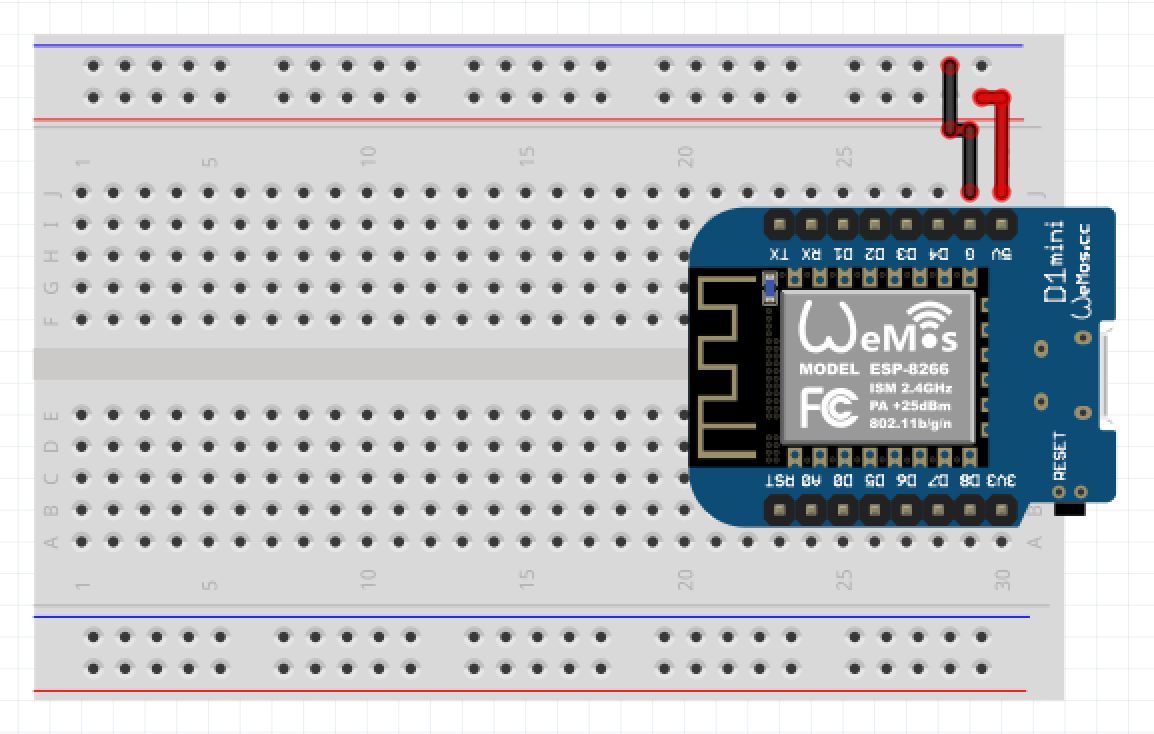 1 5 10 15 20 25
J J
I
H
G
F
TX RX D1 D2 D3 D4 G 5V
D1 mini
WeMos.cc
WeMos
MODEL ESP-8266
ISM 2.4GHz
PA +25dBm
802.11b/g/n
FC
E
D
C
B B
A A
RST A0 D0 D5 D6 D7 D8 3V3
RESET
1 5 10 15 20 25 30